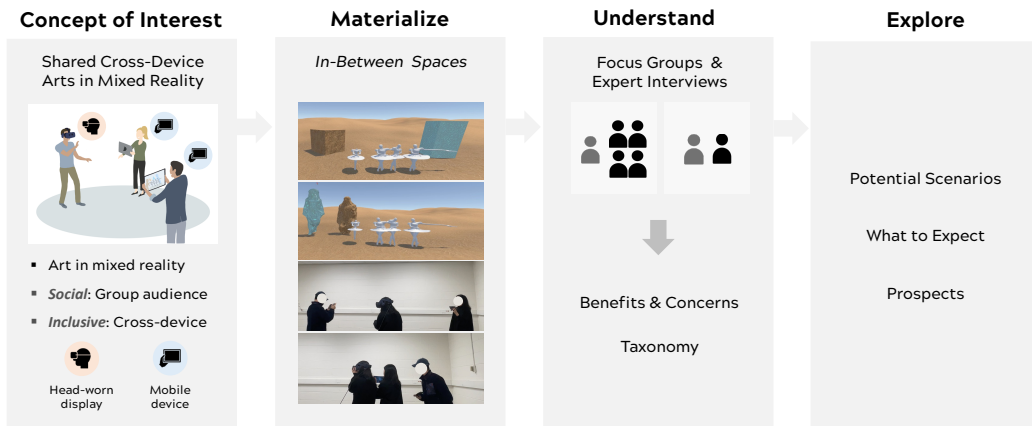 Concept of Interest
Shared Cross-Device
Arts in Mixed Reality
Art in mixed reality
Social: Group audience
Inclusive: Cross-device
Head-worn
display
Mobile
device
Materialize
In-Between Spaces
Understand
Focus Groups &
Expert Interviews
Benefits & Concerns
Taxonomy
Explore
Potential Scenarios
What to Expect
Prospects